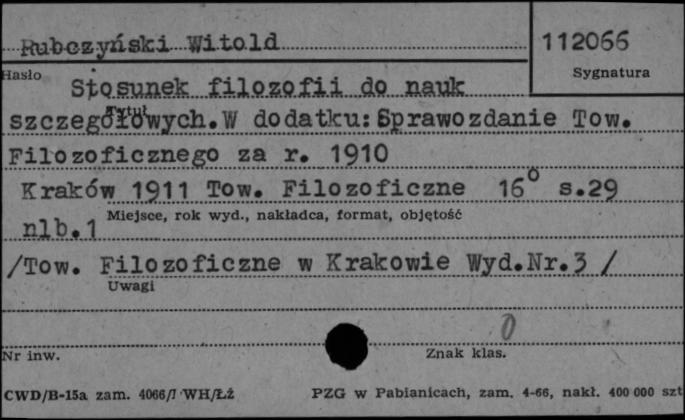 Rubczyński Witold
112066
Hasło
Sygnatura
Stosunek filozofii do nauk
Tytuł
szczegółowych.W dodatku:Sprawozdanie Tow.
Filozoficznego za r. 1910
Kraków 1911 Tow. Filozoficzne 16° s.29
Miejsce, rok wyd., nakładca, format, objętość
nlb.1
/Tow. Filozoficzne w Krakowie Wyd.Nr.3 /
Uwagi
0
Nr inw.
Znak klas.
CWD/B-15a zam. 4066/I WH/Łż
PZG w Pabianicach, zam. 4-66, nakł. 400 000 szt